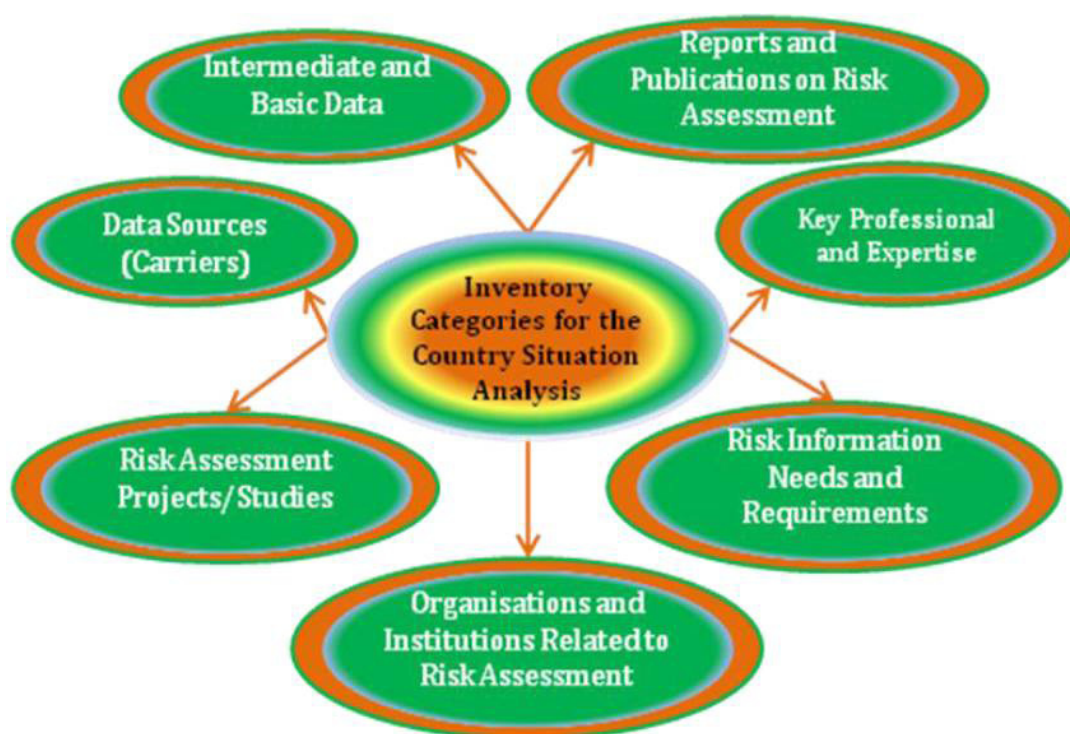 Intermediate and
Basic Data
Reports and
Publications on Risk
Assessment
Data Sources
(Carriers)
Key Professional
and Expertise
Inventory
Categories for the
Country Situation
Analysis
Risk Assessment
Projects/Studies
Risk Information
Needs and
Requirements
Organisations and
Institutions Related to
Risk Assessment